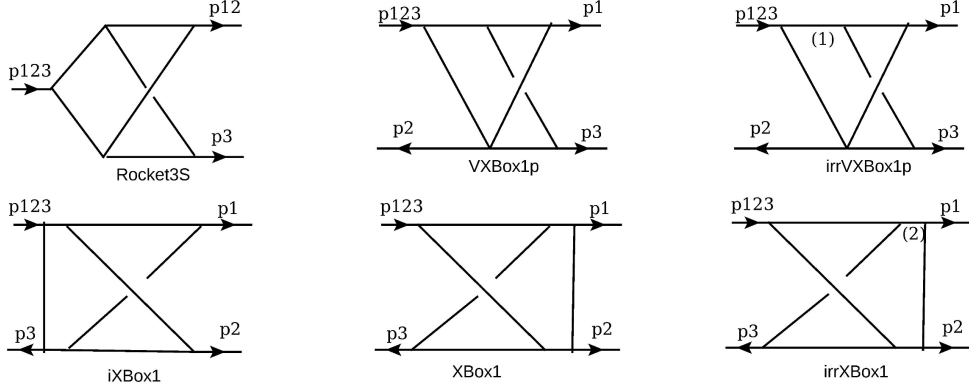 p12
p123
p3
Rocket3S
p123
p1
p2
p3
VXBox1p
p123
p1
(1)
p2
p3
irrVXBox1p
p123
p1
p3
p2
iXBox1
p123
p1
p3
p2
XBox1
p123
p1
(2)
p3
p2
irrXBox1